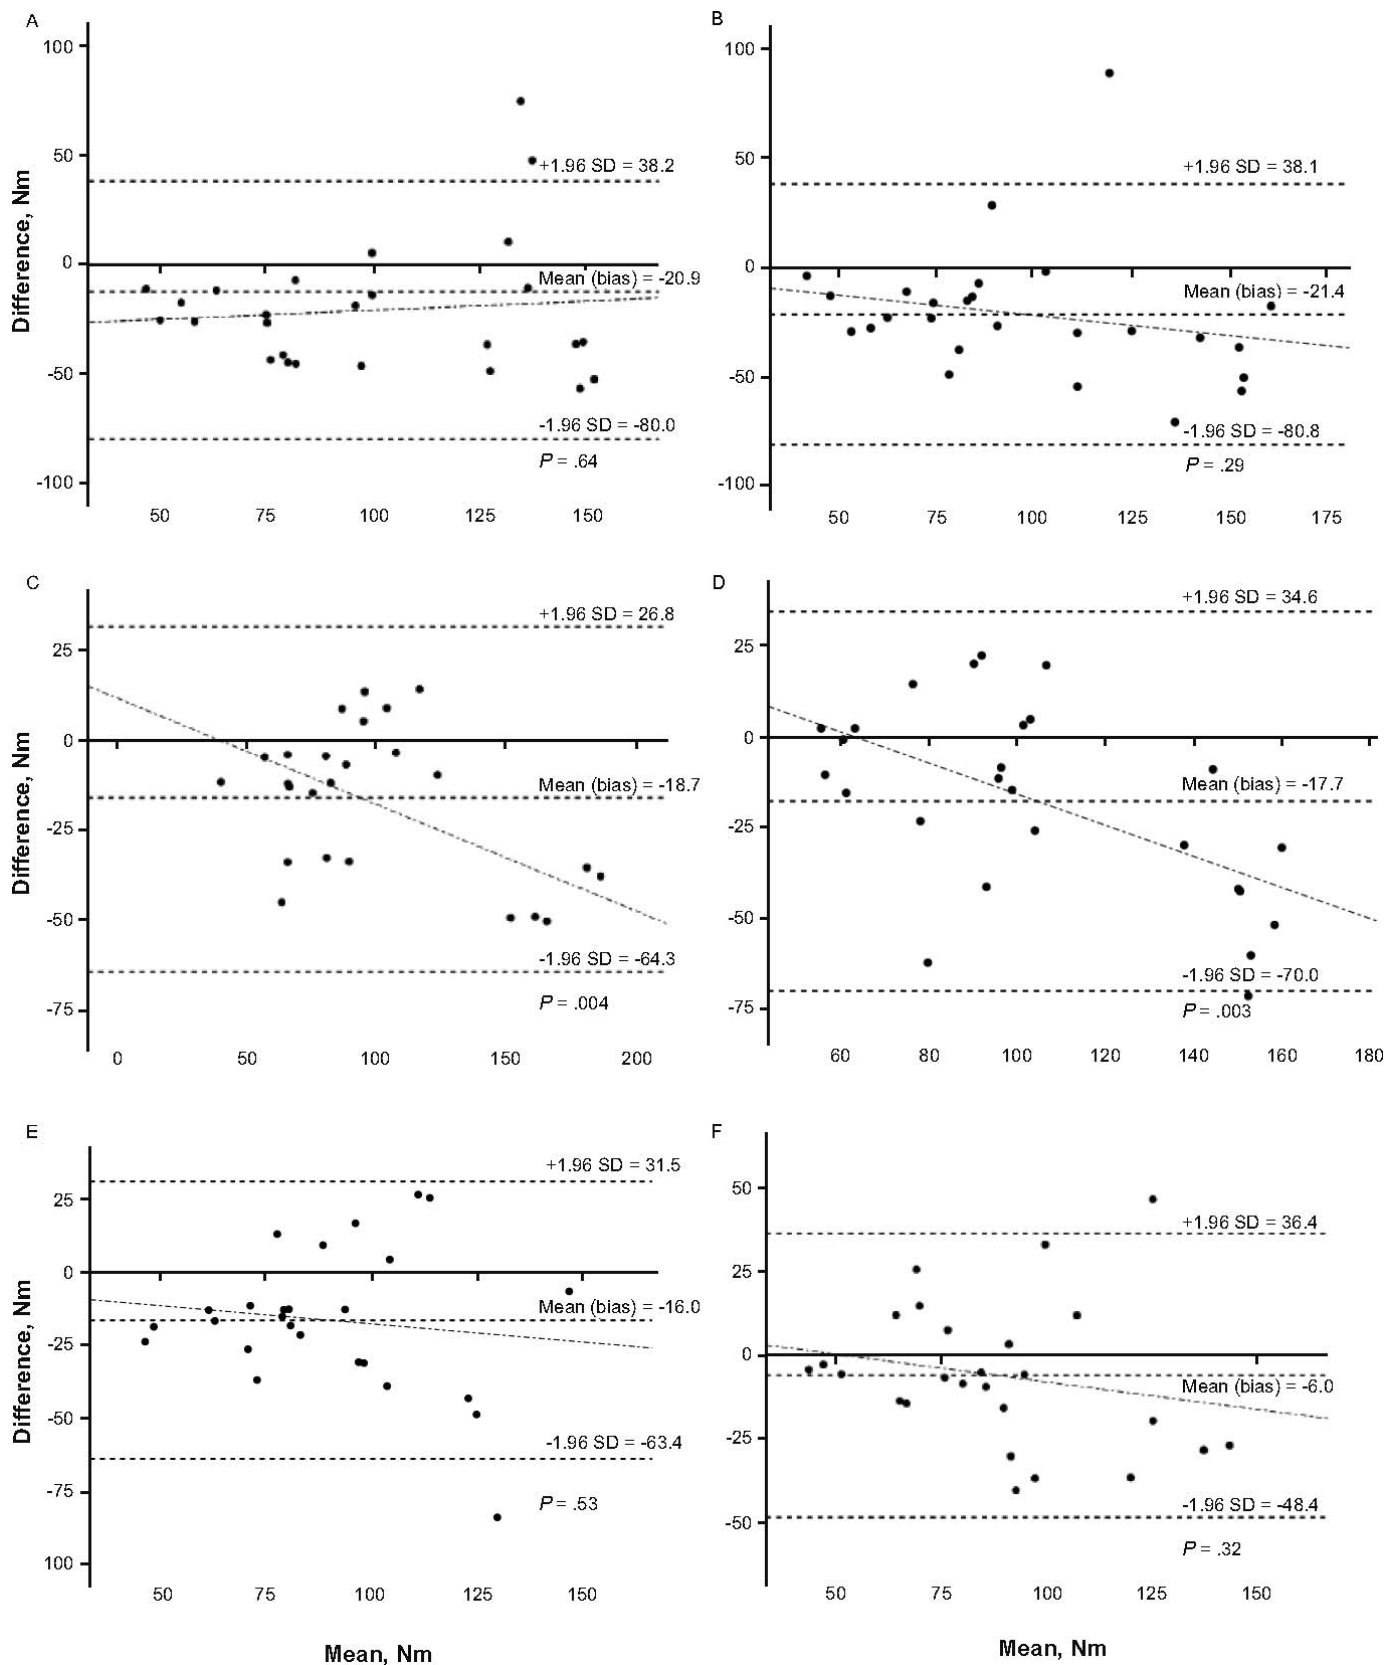 A
Difference, Nm
100
50
0
-50
-100
+1.96 SD = 38.2
Mean (bias) = -20.9
-1.96 SD = -80.0
P = .64
50 75 100 125 150
B
100
50
0
-50
-100
+1.96 SD = 38.1
Mean (bias) = -21.4
-1.96 SD = -80.8
P = .29
50 75 100 125 150 175
C
Difference, Nm
25
0
-25
-50
-75
+1.96 SD = 26.8
Mean (bias) = -18.7
-1.96 SD = -64.3
P = .004
0 50 100 150 200
D
25
0
-25
-50
-75
+1.96 SD = 34.6
Mean (bias) = -17.7
-1.96 SD = -70.0
P = .003
60 80 100 120 140 160 180
E
Difference, Nm
25
0
-25
-50
-75
100
+1.96 SD = 31.5
Mean (bias) = -16.0
-1.96 SD = -63.4
P = .53
50 75 100 125 150
Mean, Nm
F
50
25
0
-25
-50
+1.96 SD = 36.4
Mean (bias) = -6.0
-1.96 SD = -48.4
P = .32
50 75 100 125 150
Mean, Nm